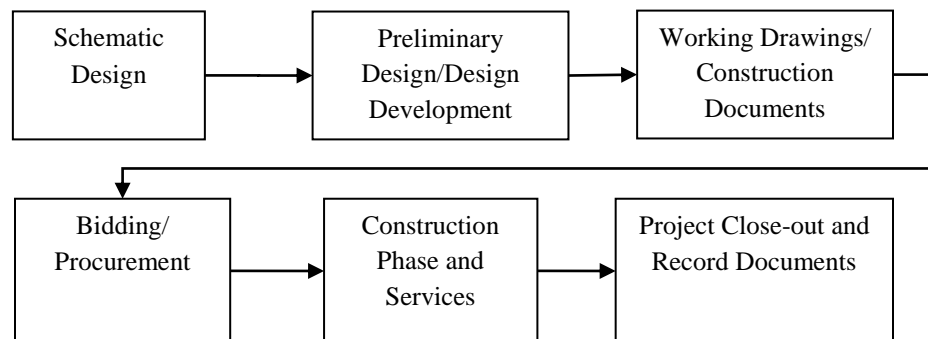 Schematic
Design
Preliminary
Design/Design
Development
Working Drawings/
Construction
Documents
Bidding/
Procurement
Construction
Phase and
Services
Project Close-out and
Record Documents